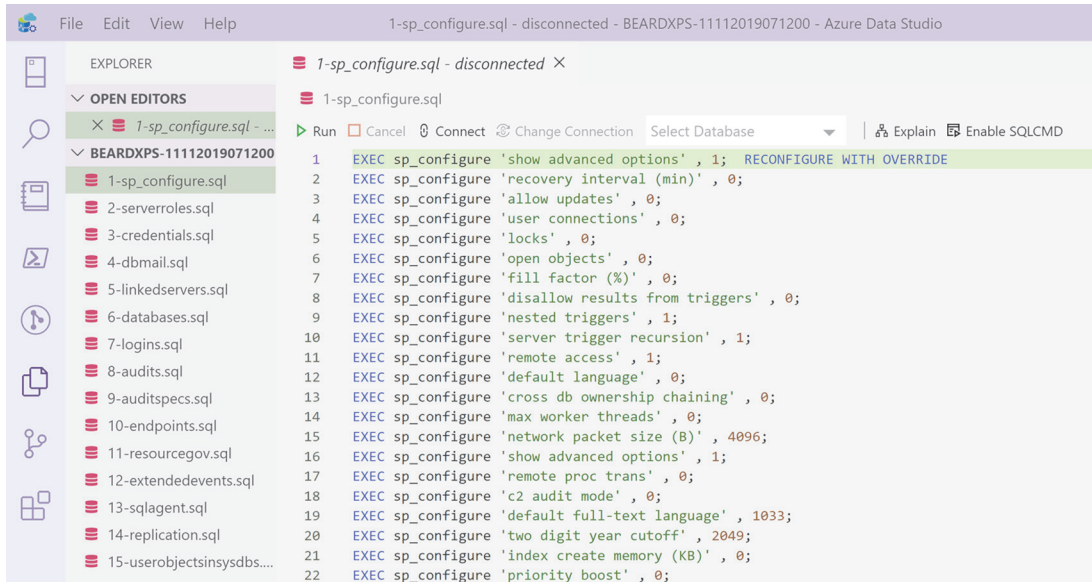 File Edit View Help
1-sp_configure.sql - disconnected - BEARDXPS-11112019071200 - Azure Data Studio
EXPLORER
OPEN EDITORS
1-sp_configure.sql - ...
BEARDXPS-11112019071200
1-sp_configure.sql
2-serverroles.sql
3-credentials.sql
4-dbmail.sql
5-linkedservers.sql
6-databases.sql
7-logins.sql
8-audits.sql
9-auditspecs.sql
10-endpoints.sql
11-resourcegov.sql
12-extendedevents.sql
13-sqlagent.sql
14-replication.sql
15-userobjectsinsysdbs....
1-sp_configure.sql - disconnected
1-sp_configure.sql
Run Cancel Connect Change Connection Select Database Explain Enable SQLCMD
1 EXEC sp_configure 'show advanced options' , 1; RECONFIGURE WITH OVERRIDE
2 EXEC sp_configure 'recovery interval (min)' , 0;
3 EXEC sp_configure 'allow updates' , 0;
4 EXEC sp_configure 'user connections' , 0;
5 EXEC sp_configure 'locks' , 0;
6 EXEC sp_configure 'open objects' , 0;
7 EXEC sp_configure 'fill factor (%)' , 0;
8 EXEC sp_configure 'disallow results from triggers' , 0;
9 EXEC sp_configure 'nested triggers' , 1;
10 EXEC sp_configure 'server trigger recursion' , 1;
11 EXEC sp_configure 'remote access' , 1;
12 EXEC sp_configure 'default language' , 0;
13 EXEC sp_configure 'cross db ownership chaining' , 0;
14 EXEC sp_configure 'max worker threads' , 0;
15 EXEC sp_configure 'network packet size (B)' , 4096;
16 EXEC sp_configure 'show advanced options' , 1;
17 EXEC sp_configure 'remote proc trans' , 0;
18 EXEC sp_configure 'c2 audit mode' , 0;
19 EXEC sp_configure 'default full-text language' , 1033;
20 EXEC sp_configure 'two digit year cutoff' , 2049;
21 EXEC sp_configure 'index create memory (KB)' , 0;
22 EXEC sp_configure 'priority boost' , 0;